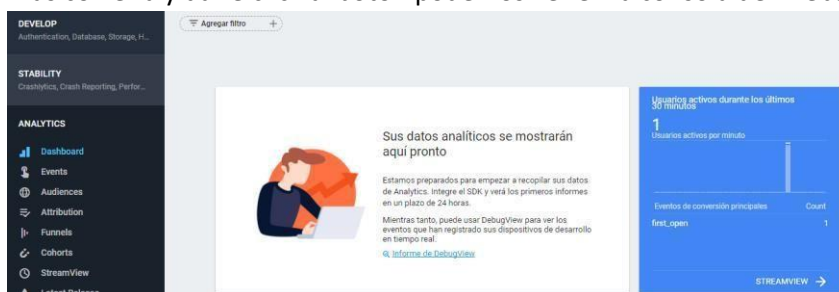 DEVELOP
Authentication, Database, Storage, H...
STABILITY
Crashlytics, Crash Reporting, Perfor...
ANALYTICS
Dashboard
Events
Audiences
Attribution
Funnels
Cohorts
StreamView
Latest Release
Agregar filtro +
Sus datos analíticos se mostrarán
aquí pronto
Estamos preparados para empezar a recopilar sus datos
de Analytics. Integre el SDK y verá los primeros informes
en un plazo de 24 horas.
Mientras tanto, puede usar DebugView para ver los
eventos que han registrado sus dispositivos de desarrollo
en tiempo real.
Informe de DebugView
Usuarios activos durante los últimos
30 minutos
1
Usuarios activos por minuto
Eventos de conversión principales Count
first_open 1
STREAMVIEW